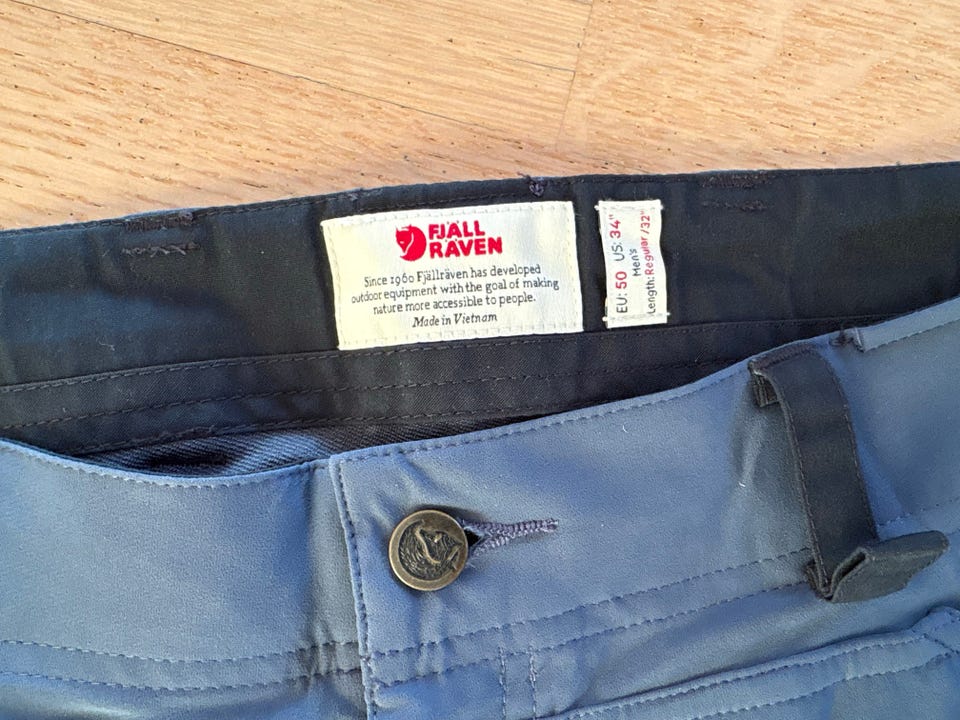 FJÄLL
RÄVEN
Since 1960 Fjällräven has developed
outdoor equipment with the goal of making
nature more accessible to people.
Made in Vietnam
EU: 50 US: 34"
Men's
Length: Regular /32"